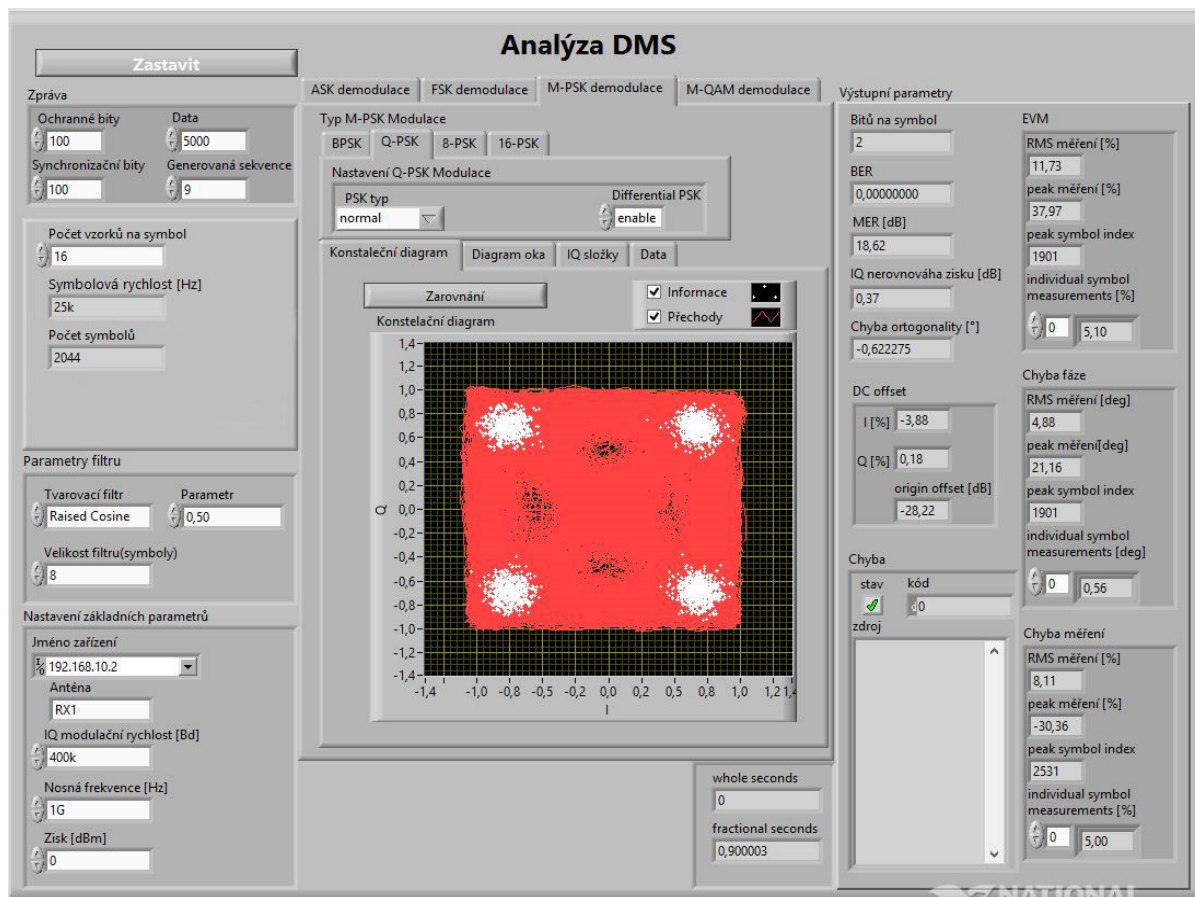 Analýza DMS
Zastavit
Zpráva
Ochranné bity Data
100 5000
Synchronizační bity Generovaná sekvence
100 9
Počet vzorků na symbol
16
Symbolová rychlost [Hz]
25k
Počet symbolů
2044
Parametry filtru
Tvarovací filtr Parametr
Raised Cosine 0,50
Velikost filtru(symboly)
8
Nastavení základních parametrů
Jméno zařízení
192.168.10.2
Anténa
RX1
IQ modulační rychlost [Bd]
400k
Nosná frekvence [Hz]
1G
Zisk [dBm]
0
ASK demodulace FSK demodulace M-PSK demodulace M-QAM demodulace
Typ M-PSK Modulace
BPSK Q-PSK 8-PSK 16-PSK
Nastavení Q-PSK Modulace
PSK typ Differential PSK
normal enable
Konstaleční diagram Diagram oka IQ složky Data
Zarovnání
Informace
Přechody
Konstelační diagram
1,4
1,2
1,0
0,8
0,6
0,4
0,2
Q 0,0
-0,2
-0,4
-0,6
-0,8
-1,0
-1,2
-1,4
-1,4 -1,0 -0,8 -0,5 -0,2 0,0 0,2 0,5 0,8 1,0 1,2 1,4
I
whole seconds
0
fractional seconds
0,900003
Výstupní parametry
Bitů na symbol
2
BER
0,00000000
MER [dB]
18,62
IQ nerovnováha zisku [dB]
0,37
Chyba ortogonality [°]
-0,622275
DC offset
I [%] -3,88
Q [%] 0,18
origin offset [dB]
-28,22
Chyba
stav kód
0
zdroj
EVM
RMS měření [%]
11,73
peak měření [%]
37,97
peak symbol index
1901
individual symbol
measurements [%]
0 5,10
Chyba fáze
RMS měření [deg]
4,88
peak měření[deg]
21,16
peak symbol index
1901
individual symbol
measurements [deg]
0 0,56
Chyba měření
RMS měření [%]
8,11
peak měření [%]
-30,36
peak symbol index
2531
individual symbol
measurements [%]
0 5,00
NATIONAL